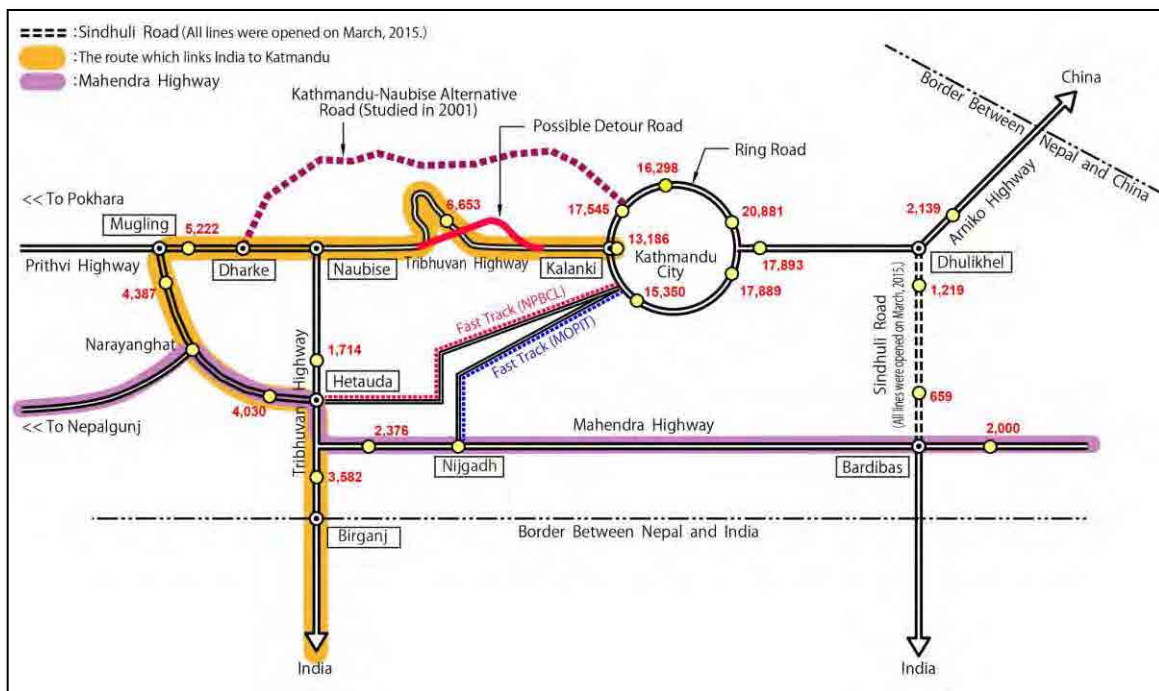 :Sindhuli Road (All lines were opened on March, 2015.)
:The route which links India to Katmandu
:Mahendra Highway
Kathmandu-Naubise Alternative
Road (Studied in 2001)
Possible Detour Road
Ring Road
China
Border Between
Nepal and China
<< To Pokhara
Mugling
5,222
6,653
17,545
16,298
20,881
2,139
Arniko Highway
Prithvi Highway
Dharke
Naubise
Tribhuvan Highway
Kalanki
13,186
Kathmandu
City
17,893
Dhulikhel
4,387
15,350
17,889
1,219
Fast Track (NPBCL)
Fast Track (MOPIT)
Sindhuli Road
(All lines were opened on March, 2015.)
Narayanghat
1,714
Hetauda
Tribhuvan Highway
4,030
659
<< To Nepalgunj
2,376
Mahendra Highway
2,000
Nijgadh
Bardibas
3,582
Birganj
Border Between Nepal and India
India
India